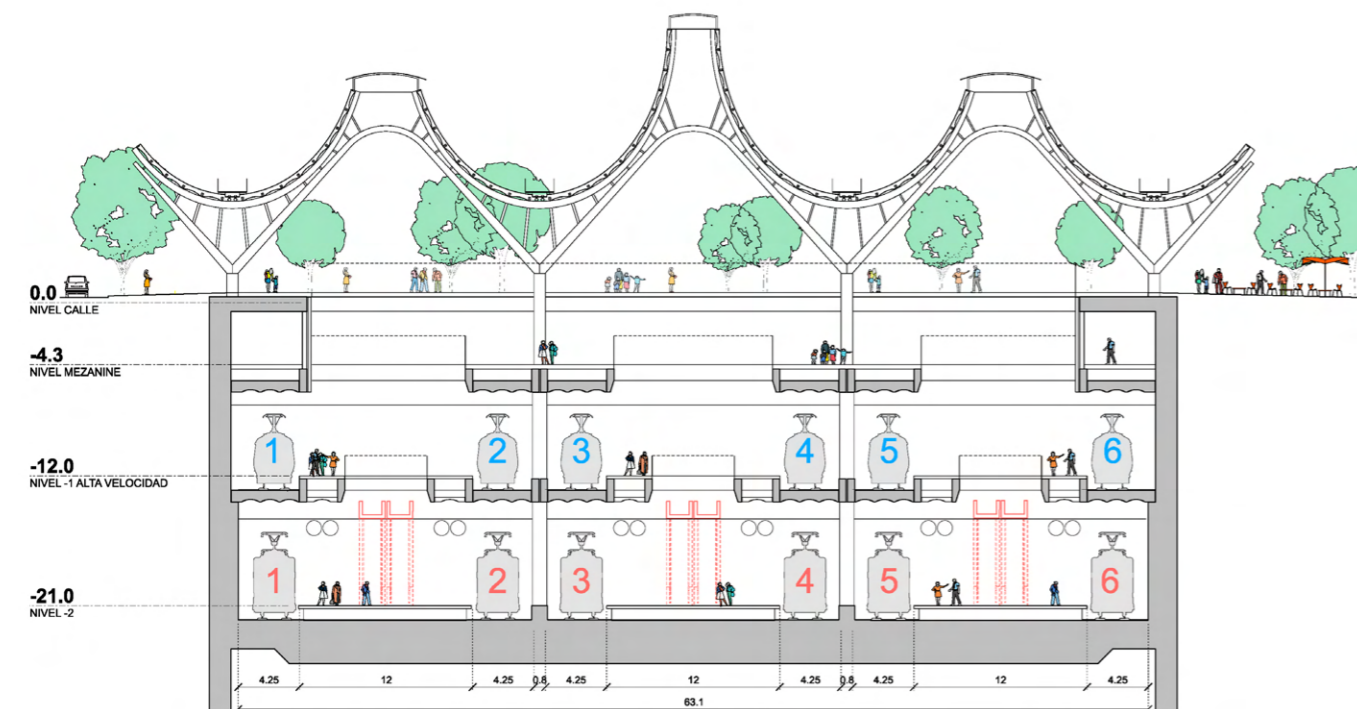 0.0
NIVEL CALLE
-4.3
NIVEL MEZANINE
1 2 3 4 5 6
-12.0
NIVEL -1 ALTA VELOCIDAD
1 2 3 4 5 6
-21.0
NIVEL -2
4.25 12 4.25 0.8 4.25 12 4.25 0.8 4.25 12 4.25
63.1